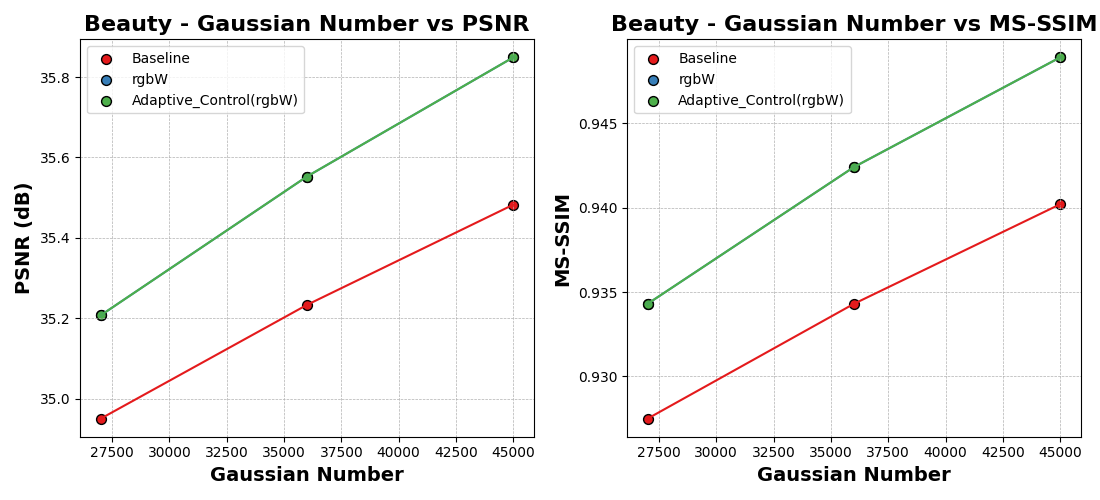 Beauty - Gaussian Number vs PSNR
Baseline
rgbW
Adaptive_Control(rgbW)
35.8
35.6
35.4
35.2
35.0
PSNR (dB)
27500 30000 32500 35000 37500 40000 42500 45000
Gaussian Number
Beauty - Gaussian Number vs MS-SSIM
Baseline
rgbW
Adaptive_Control(rgbW)
0.945
0.940
0.935
0.930
MS-SSIM
27500 30000 32500 35000 37500 40000 42500 45000
Gaussian Number